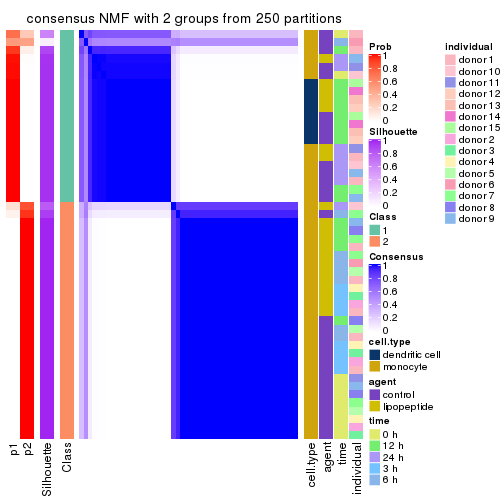 consensus NMF with 2 groups from 250 partitions
Prob
1
0.8
0.6
0.4
0.2
0
Silhouette
1
0.8
0.6
0.4
0.2
0
Class
1
2
Consensus
1
0.8
0.6
0.4
0.2
0
cell.type
dendritic cell
monocyte
agent
control
lipopeptide
time
0 h
12 h
24 h
3 h
6 h
individual
donor 1
donor 10
donor 11
donor 12
donor 13
donor 14
donor 15
donor 2
donor 3
donor 4
donor 5
donor 6
donor 7
donor 8
donor 9
p1
p2
Silhouette
Class
cell.type
agent
time
individual